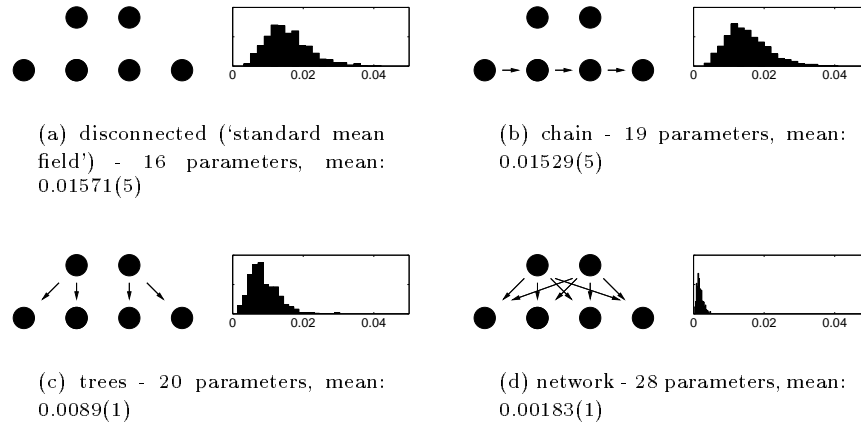 0 0.02 0.04
0 0.02 0.04
(a) disconnected (‘standard mean
field’) - 16 parameters, mean:
0.01571(5)
(b) chain - 19 parameters, mean:
0.01529(5)
0 0.02 0.04
0 0.02 0.04
(c) trees - 20 parameters, mean:
0.0089(1)
(d) network - 28 parameters, mean:
0.00183(1)